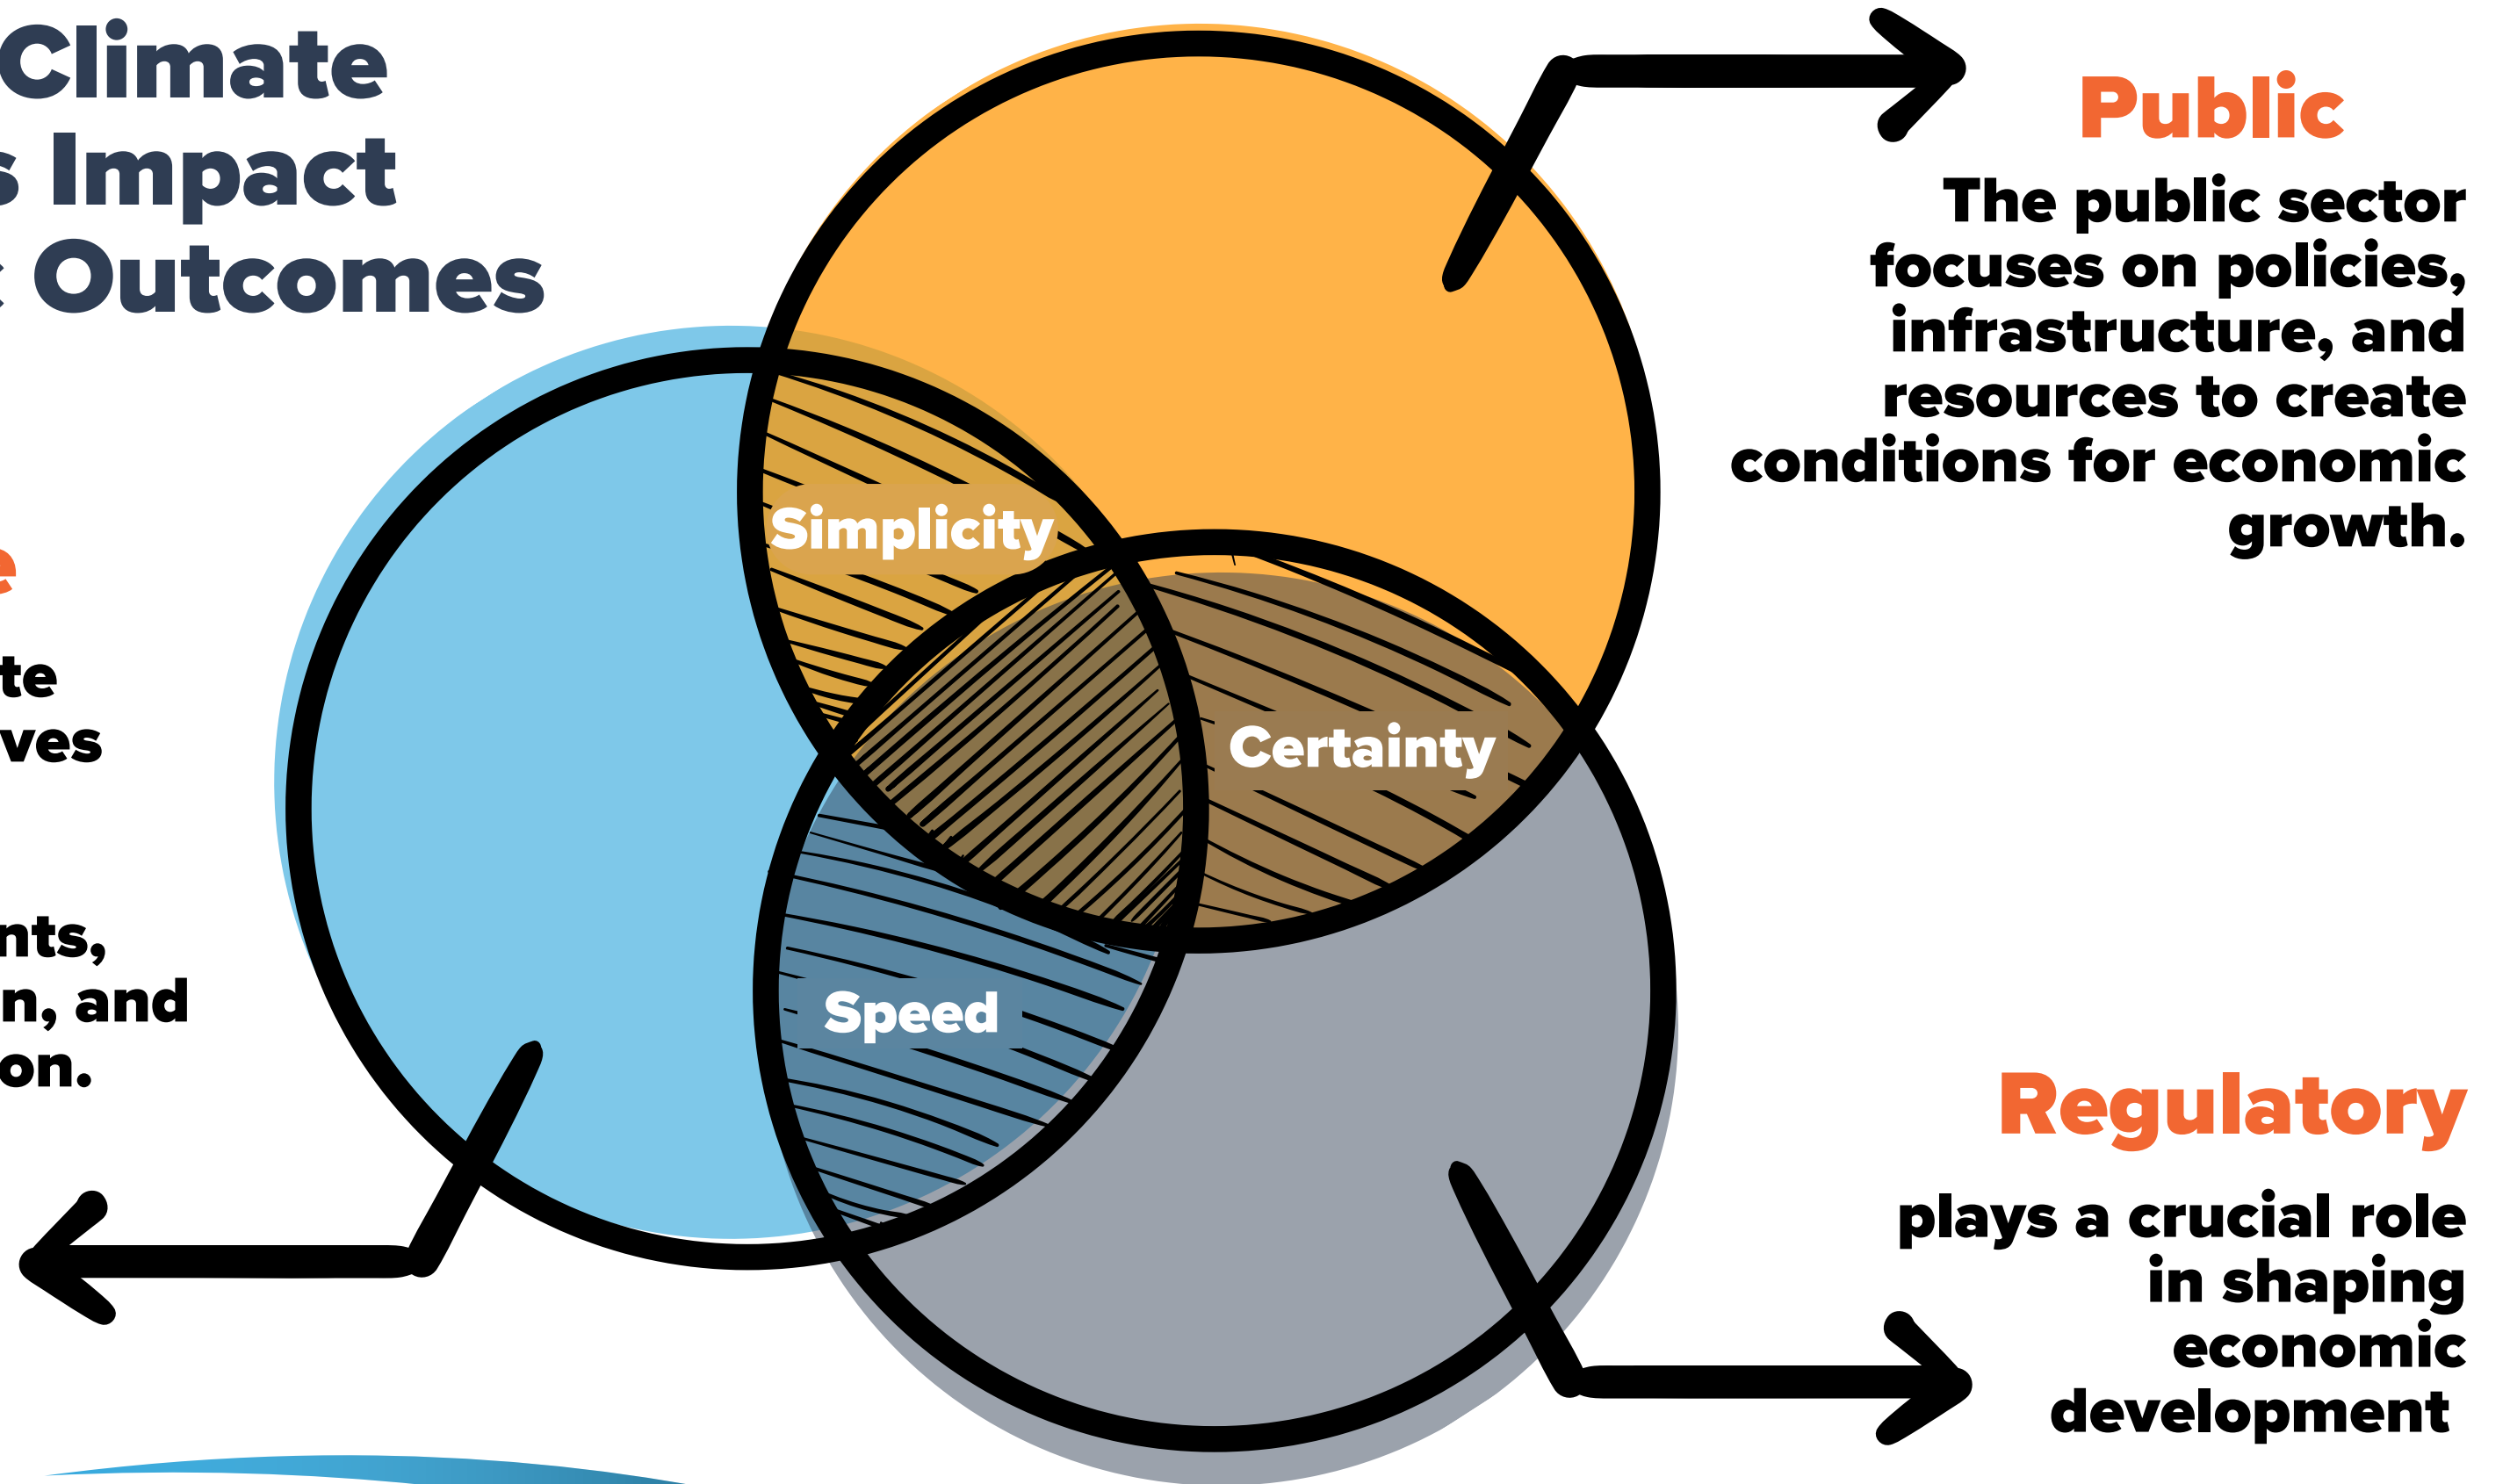 Climate
s Impact
Outcomes
Public
The public sector
focuses on policies,
infrastructure, and
resources to create
conditions for economic
growth.
Simplicity
Certainty
Speed
e
te
ves
nts,
n, and
on.
Regulatory
plays a crucial role
in shaping
economic
development